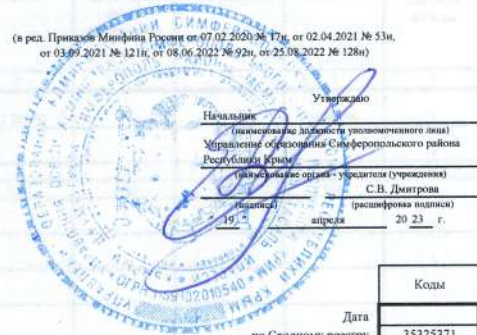 (в ред. Приказов Минфина России от 07.02.2020 № 17н, от 02.04.2021 № 53н,
от 03.09.2021 № 121н, от 08.06.2022 № 92н, от 25.08.2022 № 128н)
Утверждаю
Начальник
(наименование должности уполномоченного лица)
Управление образования Симферопольского района
Республики Крым
(наименование органа - учредителя (учреждения)
С.В. Дмитрова
(подпись) (расшифровка подписи)
19 " апреля 20 23 г.
Коды
Дата
по Сводному реестру 35325371